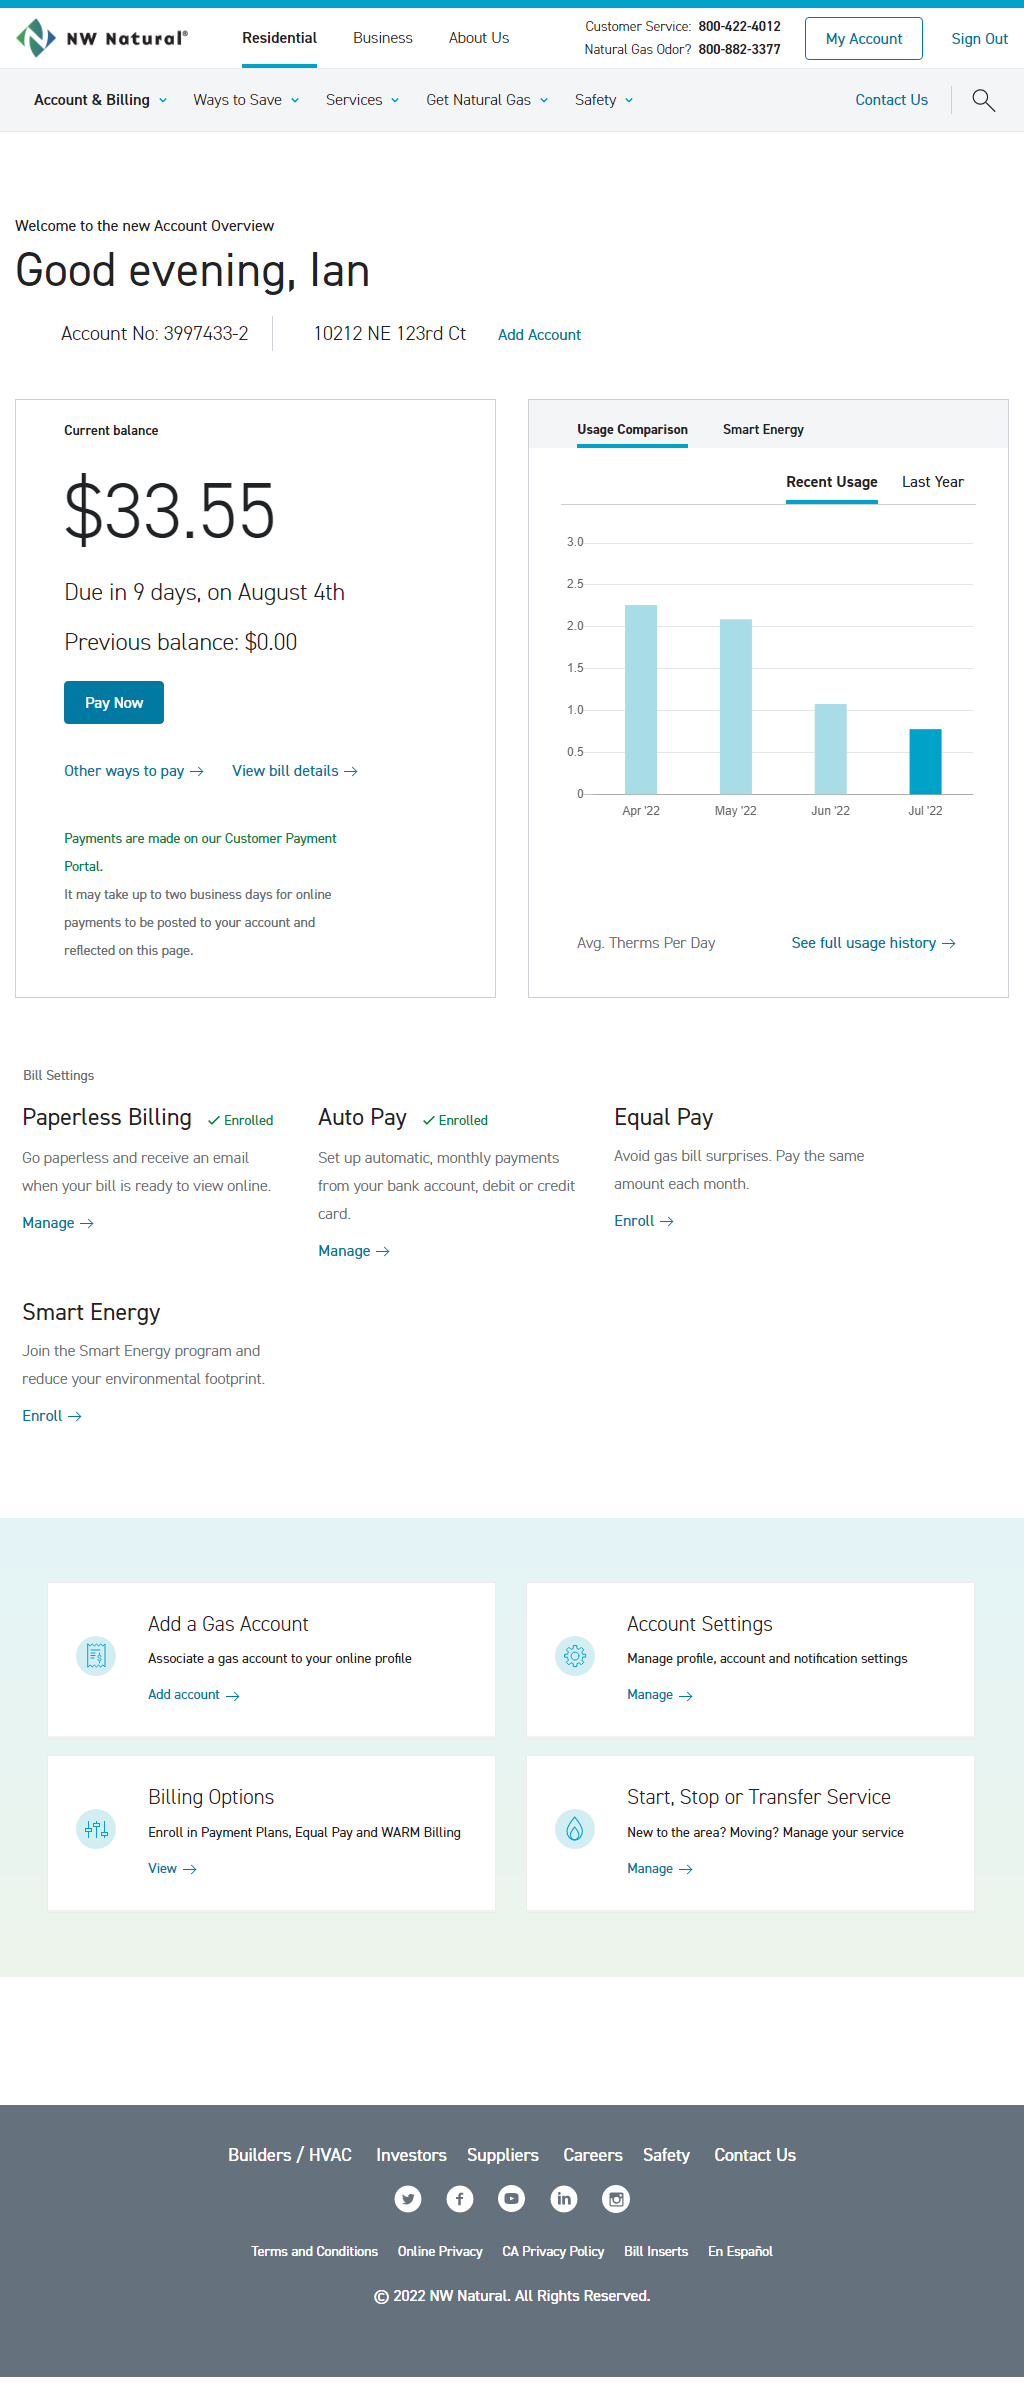 NW Natural®
Residential
Business
About Us
Customer Service: 800-422-4012
Natural Gas Odor? 800-882-3377
My Account
Sign Out
Account & Billing
Ways to Save
Services
Get Natural Gas
Safety
Contact Us
Welcome to the new Account Overview
Good evening, Ian
Account No: 3997433-2
10212 NE 123rd Ct
Add Account
Current balance
$33.55
Due in 9 days, on August 4th
Previous balance: $0.00
Pay Now
Other ways to pay
View bill details
Payments are made on our Customer Payment
Portal.
It may take up to two business days for online
payments to be posted to your account and
reflected on this page.
Usage Comparison
Smart Energy
Recent Usage
Last Year
3.0
2.5
2.0
1.5
1.0
0.5
0
Apr '22
May '22
Jun '22
Jul '22
Avg. Therms Per Day
See full usage history
Bill Settings
Paperless Billing
Enrolled
Go paperless and receive an email
when your bill is ready to view online.
Manage
Auto Pay
Enrolled
Set up automatic, monthly payments
from your bank account, debit or credit
card.
Manage
Equal Pay
Avoid gas bill surprises. Pay the same
amount each month.
Enroll
Smart Energy
Join the Smart Energy program and
reduce your environmental footprint.
Enroll
Add a Gas Account
Associate a gas account to your online profile
Add account
Account Settings
Manage profile, account and notification settings
Manage
Billing Options
Enroll in Payment Plans, Equal Pay and WARM Billing
View
Start, Stop or Transfer Service
New to the area? Moving? Manage your service
Manage
Builders / HVAC
Investors
Suppliers
Careers
Safety
Contact Us
Terms and Conditions
Online Privacy
CA Privacy Policy
Bill Inserts
En Español
© 2022 NW Natural. All Rights Reserved.